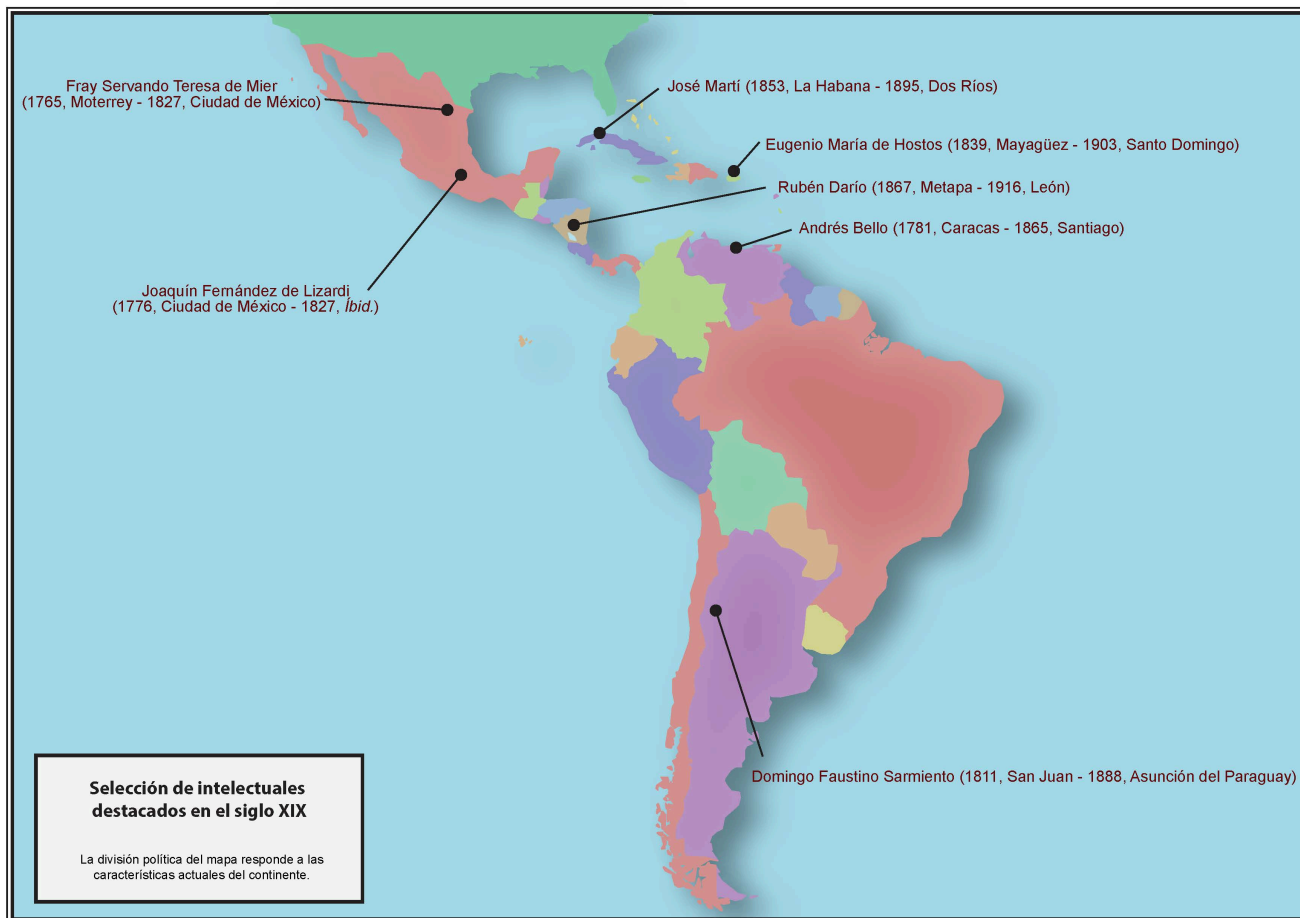 Fray Servando Teresa de Mier
(1765, Moterrey - 1827, Ciudad de México)
José Martí (1853, La Habana - 1895, Dos Ríos)
Eugenio María de Hostos (1839, Mayagüez - 1903, Santo Domingo)
Rubén Darío (1867, Metapa - 1916, León)
Andrés Bello (1781, Caracas - 1865, Santiago)
Joaquín Fernández de Lizardi
(1776, Ciudad de México - 1827, Íbid.)
Domingo Faustino Sarmiento (1811, San Juan - 1888, Asunción del Paraguay)
Selección de intelectuales
destacados en el siglo XIX
La división política del mapa responde a las
características actuales del continente.